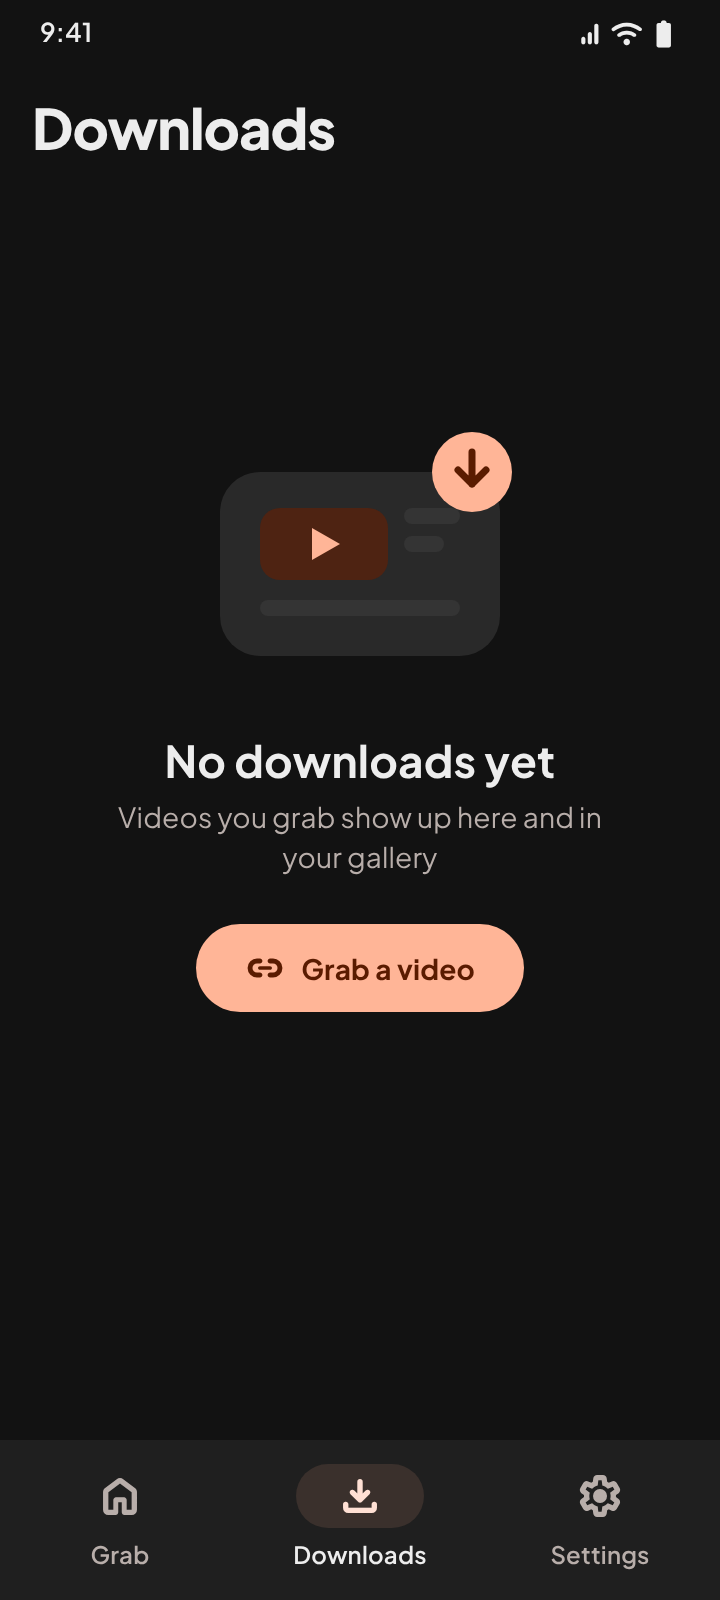 9:41
Downloads
No downloads yet
Videos you grab show up here and in
your gallery
Grab a video
Grab
Downloads
Settings